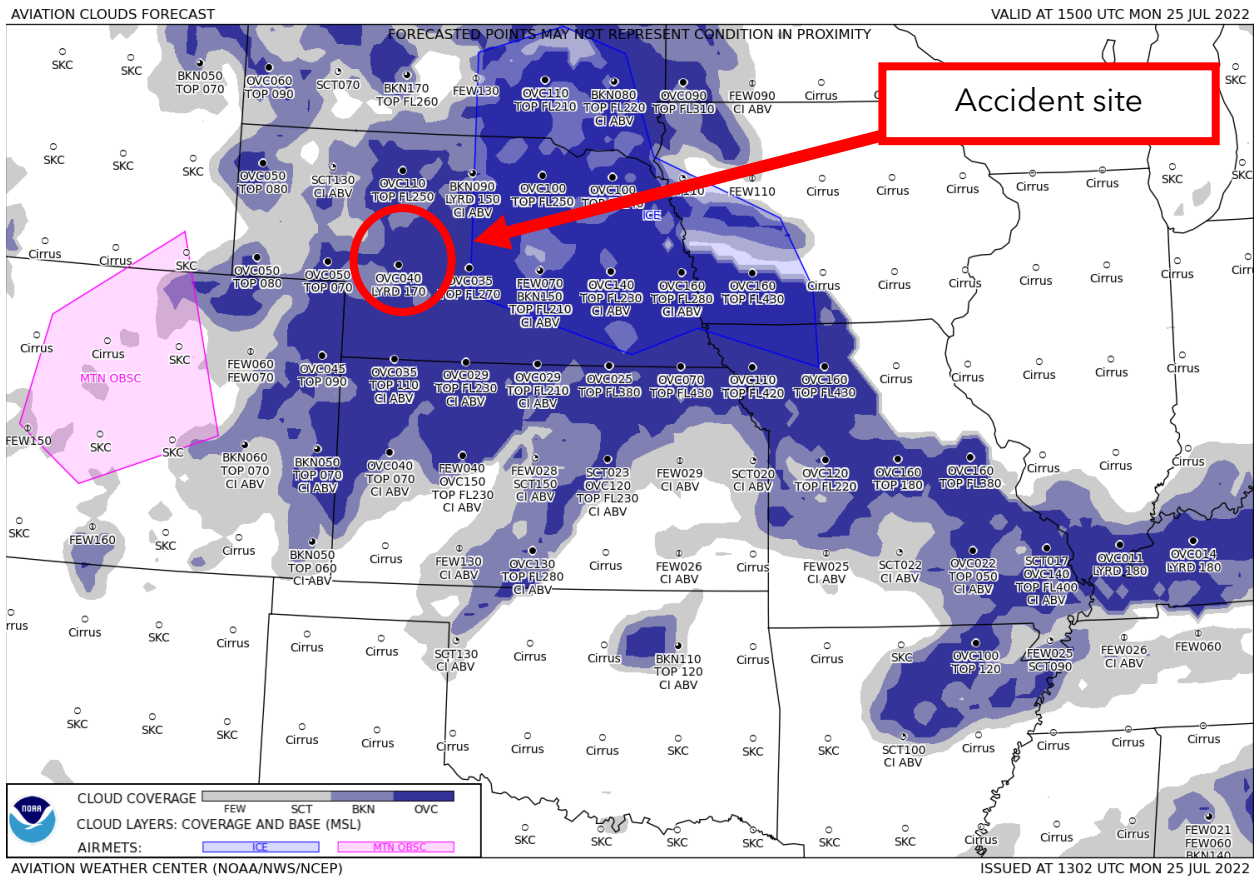 AVIATION CLOUDS FORECAST
VALID AT 1500 UTC MON 25 JUL 2022
FORECASTED POINTS MAY NOT REPRESENT CONDITION IN PROXIMITY
Accident site
SKC
SKC
BKN050
TOP 070
OVC060
TOP 090
SCT070
BKN170
TOP FL260
FEW130
OVC110
TOP FL210
BKN080
TOP FL220
CI ABV
OVC090
TOP FL310
FEW090
CI ABV
Cirrus
SKC
SKC
SKC
SKC
OVC050
TOP 080
SCT130
CI ABV
OVC110
TOP FL250
BKN090
LYRD 150
CI ABV
OVC100
TOP FL250
OVC100
FEW110
Cirrus
Cirrus
Cirrus
Cirrus
SKC
SKC
ICE
Cirrus
Cirrus
SKC
OVC050
TOP 080
OVC050
TOP 070
OVC040
LYRD 170
OVC035
TOP FL270
FEW070
BKN150
TOP FL210
CI ABV
OVC140
TOP FL230
CI ABV
OVC160
TOP FL280
CI ABV
OVC160
TOP FL430
Cirrus
Cirrus
Cirrus
Cirrus
Cirrus
Cirrus
Cirrus
Cirrus
SKC
MTN OBSC
FEW060
FEW070
OVC045
TOP 090
OVC035
TOP 110
CI ABV
OVC029
TOP FL230
CI ABV
OVC029
TOP FL210
CI ABV
OVC025
TOP FL380
OVC070
TOP FL430
OVC110
TOP FL420
OVC160
TOP FL430
Cirrus
Cirrus
Cirrus
Cirrus
Cirrus
FEW150
SKC
SKC
BKN060
TOP 070
CI ABV
BKN050
TOP 070
CI ABV
OVC040
TOP 070
CI ABV
FEW040
OVC150
TOP FL230
CI ABV
FEW028
SCT150
CI ABV
SCT023
OVC120
TOP FL230
CI ABV
FEW029
CI ABV
SCT020
CI ABV
OVC120
TOP FL220
OVC160
TOP 180
OVC160
TOP FL380
Cirrus
Cirrus
Cirrus
SKC
FEW160
SKC
Cirrus
BKN050
TOP 060
CI ABV
Cirrus
FEW130
CI ABV
OVC130
TOP FL280
CI ABV
Cirrus
FEW026
CI ABV
Cirrus
FEW025
CI ABV
SCT022
CI ABV
OVC022
TOP 050
CI ABV
SCT017
OVC140
TOP FL400
CI ABV
OVC011
LYRD 180
OVC014
LYRD 180
rrus
Cirrus
SKC
Cirrus
Cirrus
Cirrus
SCT130
CI ABV
Cirrus
Cirrus
BKN110
TOP 120
CI ABV
Cirrus
Cirrus
SKC
OVC100
TOP 120
FEW025
SCT090
FEW026
CI ABV
FEW060
SKC
SKC
SKC
Cirrus
Cirrus
Cirrus
Cirrus
Cirrus
SKC
SKC
SKC
SCT100
CI ABV
Cirrus
Cirrus
Cirrus
Cirrus
SKC
SKC
SKC
SKC
SKC
SKC
Cirrus
Cirrus
Cirrus
FEW021
FEW060
BKN140
NOAA
CLOUD COVERAGE
FEW SCT BKN OVC
CLOUD LAYERS: COVERAGE AND BASE (MSL)
AIRMETS: ICE MTN OBSC
AVIATION WEATHER CENTER (NOAA/NWS/NCEP)
ISSUED AT 1302 UTC MON 25 JUL 2022